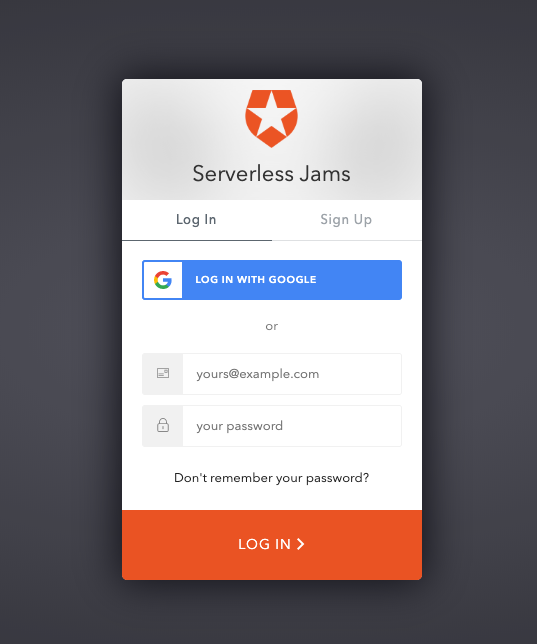 Serverless Jams
Log In
Sign Up
LOG IN WITH GOOGLE
or
yours@example.com
your password
Don't remember your password?
LOG IN